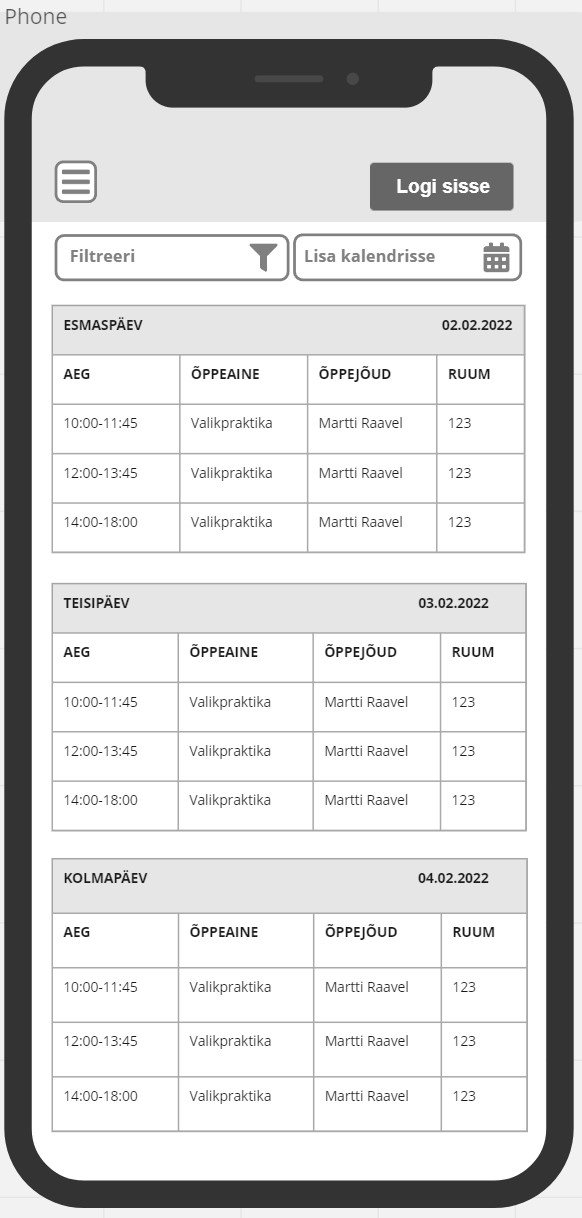 Phone
Logi sisse
Filtreeri Lisa kalendrisse
ESMASPÄEV 02.02.2022
AEG ÕPPEAINE ÕPPEJÕUD RUUM
10:00-11:45 Valikpraktika Martti Raavel 123
12:00-13:45 Valikpraktika Martti Raavel 123
14:00-18:00 Valikpraktika Martti Raavel 123
TEISIPÄEV 03.02.2022
AEG ÕPPEAINE ÕPPEJÕUD RUUM
10:00-11:45 Valikpraktika Martti Raavel 123
12:00-13:45 Valikpraktika Martti Raavel 123
14:00-18:00 Valikpraktika Martti Raavel 123
KOLMAPÄEV 04.02.2022
AEG ÕPPEAINE ÕPPEJÕUD RUUM
10:00-11:45 Valikpraktika Martti Raavel 123
12:00-13:45 Valikpraktika Martti Raavel 123
14:00-18:00 Valikpraktika Martti Raavel 123